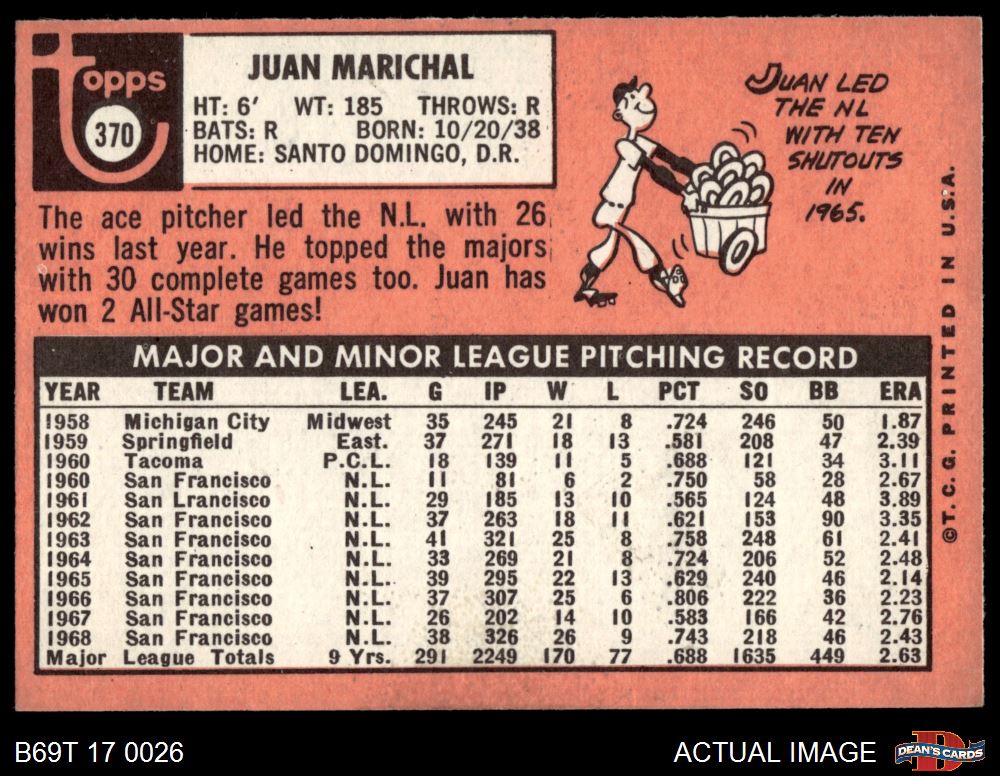 Topps
370
JUAN MARICHAL
HT: 6' WT: 185 THROWS: R
BATS: R BORN: 10/20/38
HOME: SANTO DOMINGO, D.R.
JUAN LED
THE NL
WITH TEN
SHUTOUTS
IN
1965.
The ace pitcher led the N.L. with 26
wins last year. He topped the majors
with 30 complete games too. Juan has
won 2 All-Star games!
MAJOR AND MINOR LEAGUE PITCHING RECORD
YEAR TEAM LEA. G IP W L PCT SO BB ERA
1958 Michigan City Midwest 35 245 21 8 .724 246 50 1.87
1959 Springfield East. 37 271 18 13 .581 208 47 2.39
1960 Tacoma P.C.L. 18 139 11 5 .688 121 34 3.11
1960 San Francisco N.L. 11 81 6 2 .750 58 28 2.67
1961 San Lrancisco N.L. 29 185 13 10 .565 124 48 3.89
1962 San Francisco N.L. 37 263 18 11 .621 153 90 3.35
1963 San Francisco N.L. 41 321 25 8 .758 248 61 2.41
1964 San Francisco N.L. 33 269 21 8 .724 206 52 2.48
1965 San Francisco N.L. 39 295 22 13 .629 240 46 2.14
1966 San Francisco N.L. 37 307 25 6 .806 222 36 2.23
1967 San Francisco N.L. 26 202 14 10 .583 166 42 2.76
1968 San Francisco N.L. 38 326 26 9 .743 218 46 2.43
Major League Totals 9 Yrs. 291 2249 170 77 .688 1635 449 2.63
©T. C. G. PRINTED IN U.S.A.
B69T 17 0026
ACTUAL IMAGE
DEAN'S CARDS